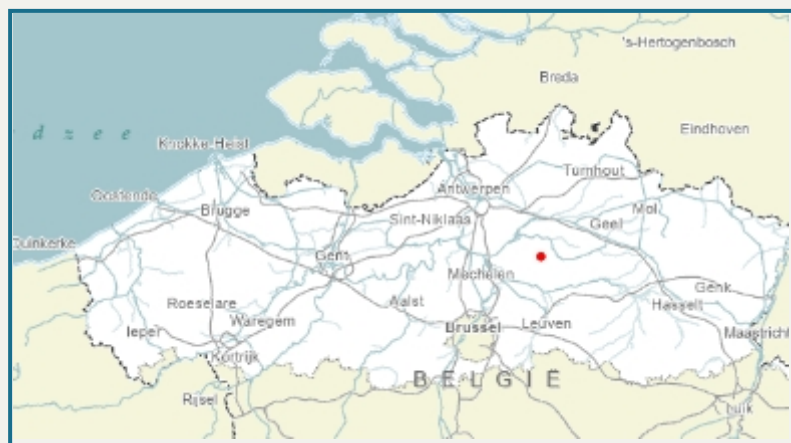 's-Hertogenbosch
Breda
d z e e
Eindhoven
Knokke-Heist
Turnhout
Antwerpen
Oostende
Mol
Brugge
Sint-Niklaas
Geel
Duinkerke
Gent
Mechelen
Genk
Roeselare
Aalst
Hasselt
Ieper
Waregem
Brussel
Leuven
Maastricht
Kortrijk
BELGIË
Rijsel
Luik